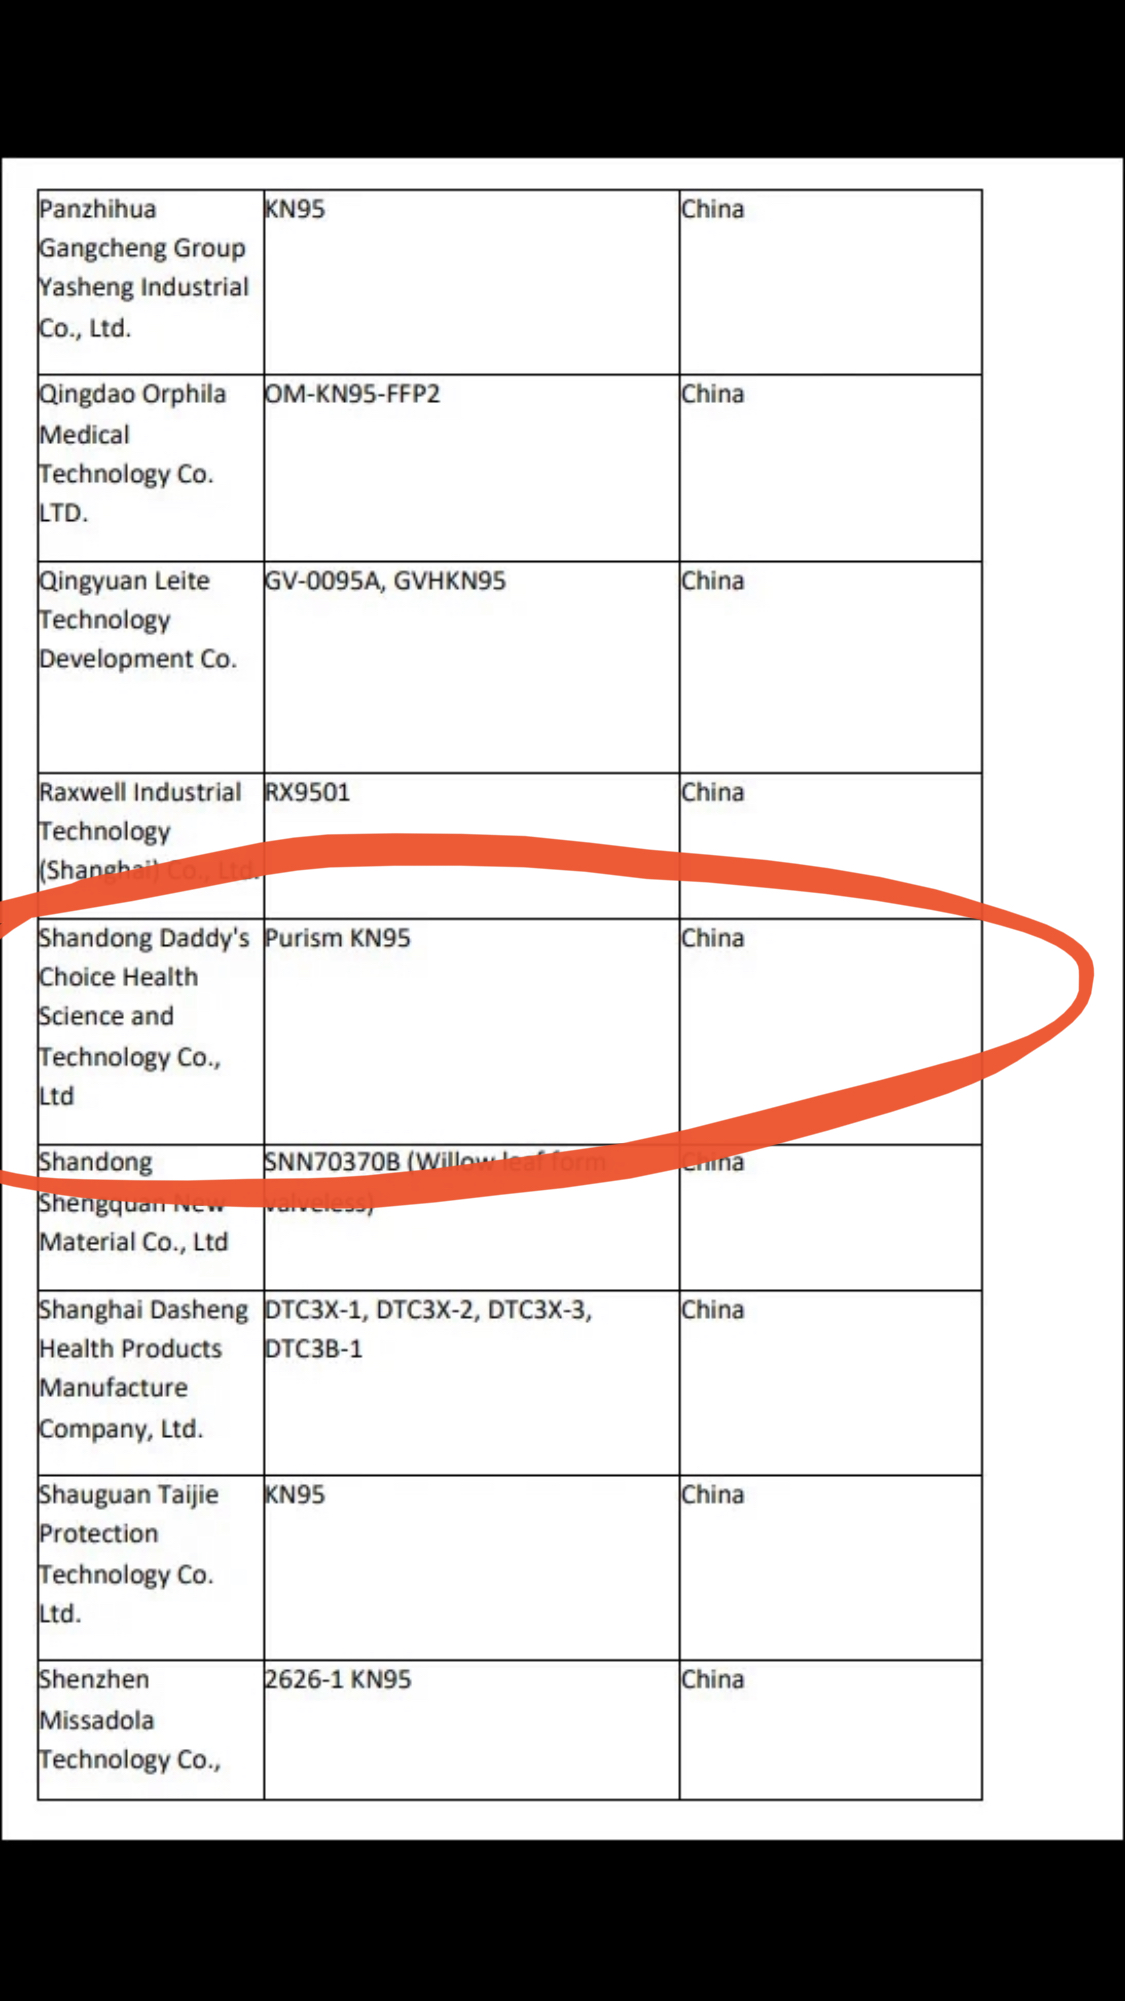 Panzhihua
Gangcheng Group
Yasheng Industrial
Co., Ltd.
KN95
China
Qingdao Orphila
Medical
Technology Co.
LTD.
OM-KN95-FFP2
China
Qingyuan Leite
Technology
Development Co.
GV-0095A, GVHKN95
China
Raxwell Industrial
Technology
(Shanghai) Co., Ltd.
RX9501
China
Shandong Daddy's
Choice Health
Science and
Technology Co.,
Ltd
Purism KN95
China
Shandong
Shengquan New
Material Co., Ltd
SNN70370B (Willow leaf form
valveless)
China
Shanghai Dasheng
Health Products
Manufacture
Company, Ltd.
DTC3X-1, DTC3X-2, DTC3X-3,
DTC3B-1
China
Shauguan Taijie
Protection
Technology Co.
Ltd.
KN95
China
Shenzhen
Missadola
Technology Co.,
2626-1 KN95
China